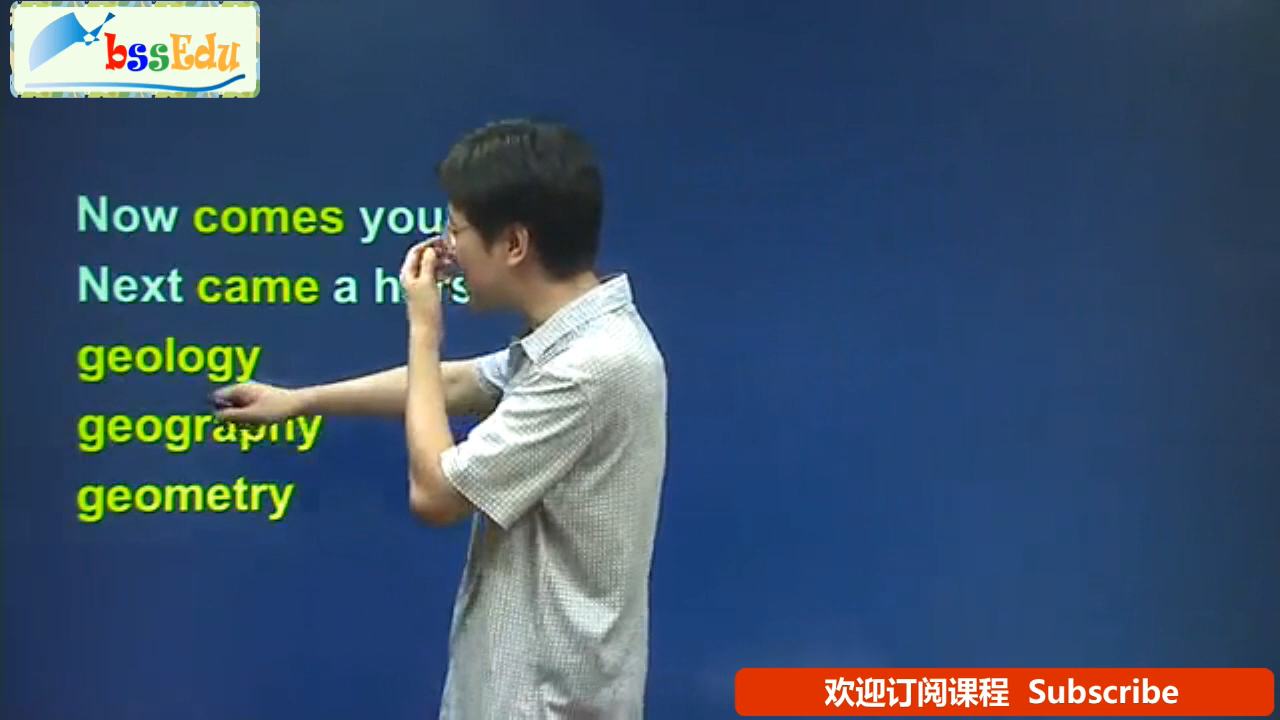 bssEdu
Now comes you
Next came a
geology
geography
geometry
欢迎订阅课程 Subscribe